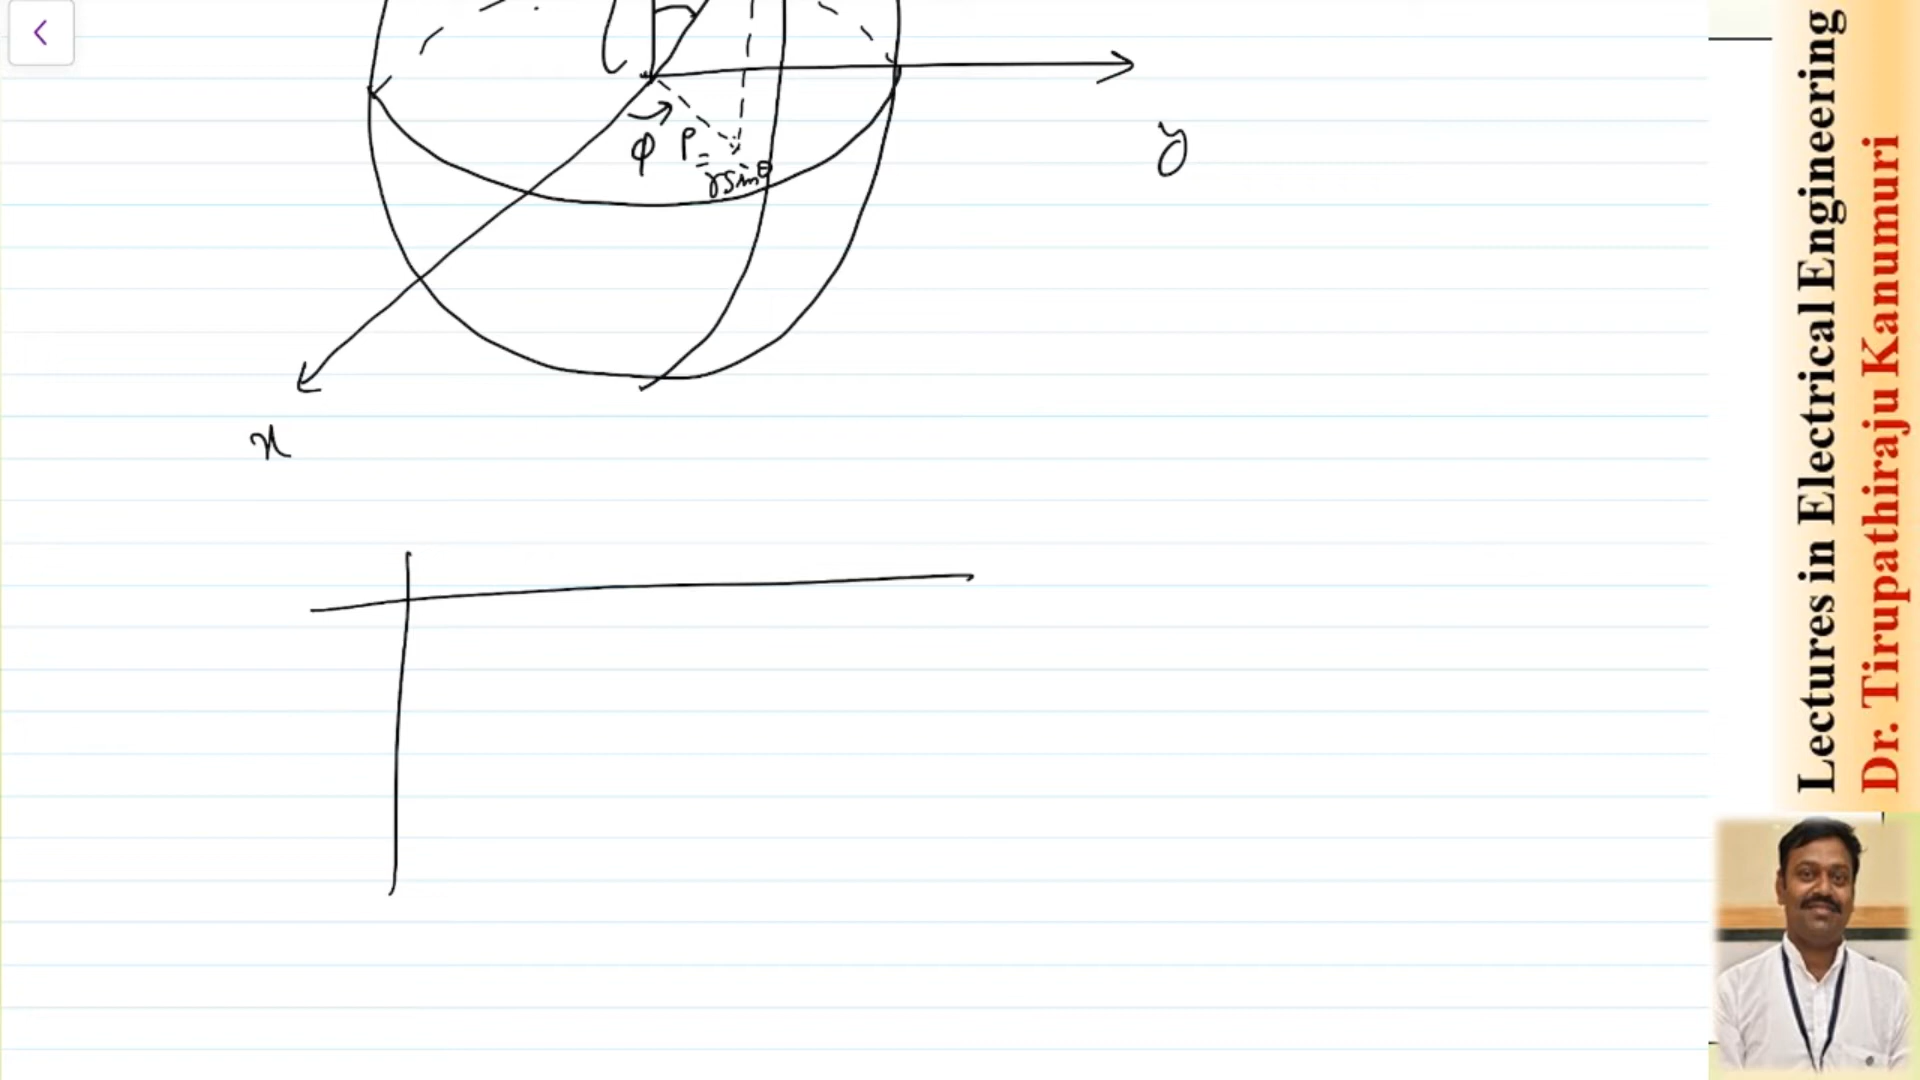 ϕ
ρ
=
r sin θ
y
x
Lectures in Electrical Engineering
Dr. Tirupathiraju Kanumuri